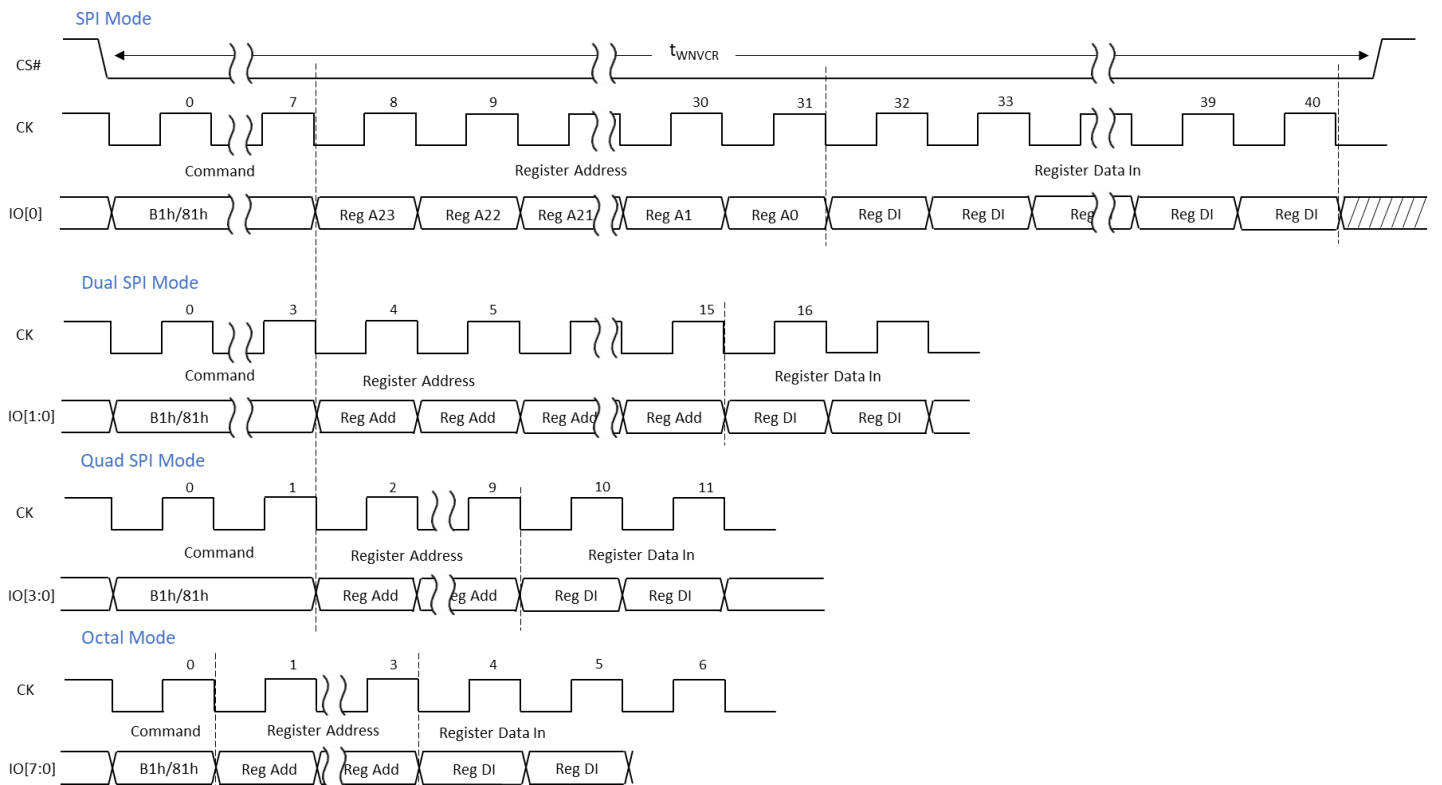 SPI Mode
tWNVCR
CS#
0 7 8 9 30 31 32 33 39 40
CK
Command Register Address Register Data In
IO[0] B1h/81h Reg A23 Reg A22 Reg A21 Reg A1 Reg A0 Reg DI Reg DI Reg Reg DI Reg DI
Dual SPI Mode
0 3 4 5 15 16
CK
Command Register Address Register Data In
IO[1:0] B1h/81h Reg Add Reg Add Reg Add Reg Add Reg DI Reg DI
Quad SPI Mode
0 1 2 9 10 11
CK
Command Register Address Register Data In
IO[3:0] B1h/81h Reg Add eg Add Reg DI Reg DI
Octal Mode
0 1 3 4 5 6
CK
Command Register Address Register Data In
IO[7:0] B1h/81h Reg Add Reg Add Reg DI Reg DI